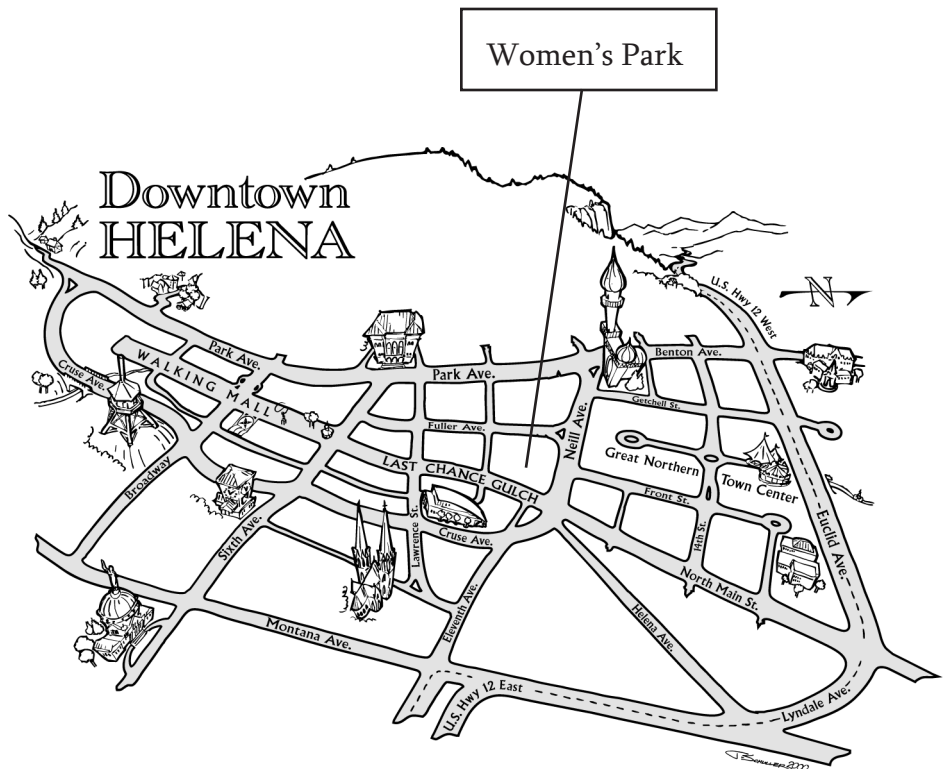 Women's Park
Downtown
HELENA
U.S. Hwy 12 West
N
Park Ave.
Benton Ave.
WALKING MALL
Cruse Ave.
Park Ave.
Getchell St.
Fuller Ave.
Neill Ave.
Great Northern
Town Center
LAST CHANCE GULCH
Broadway
Front St.
Euclid Ave.
Sixth Ave.
Lawrence St.
Cruse Ave.
14th St.
North Main St.
Eleventh Ave.
Helena Ave.
Montana Ave.
U.S. Hwy 12 East
Lyndale Ave.